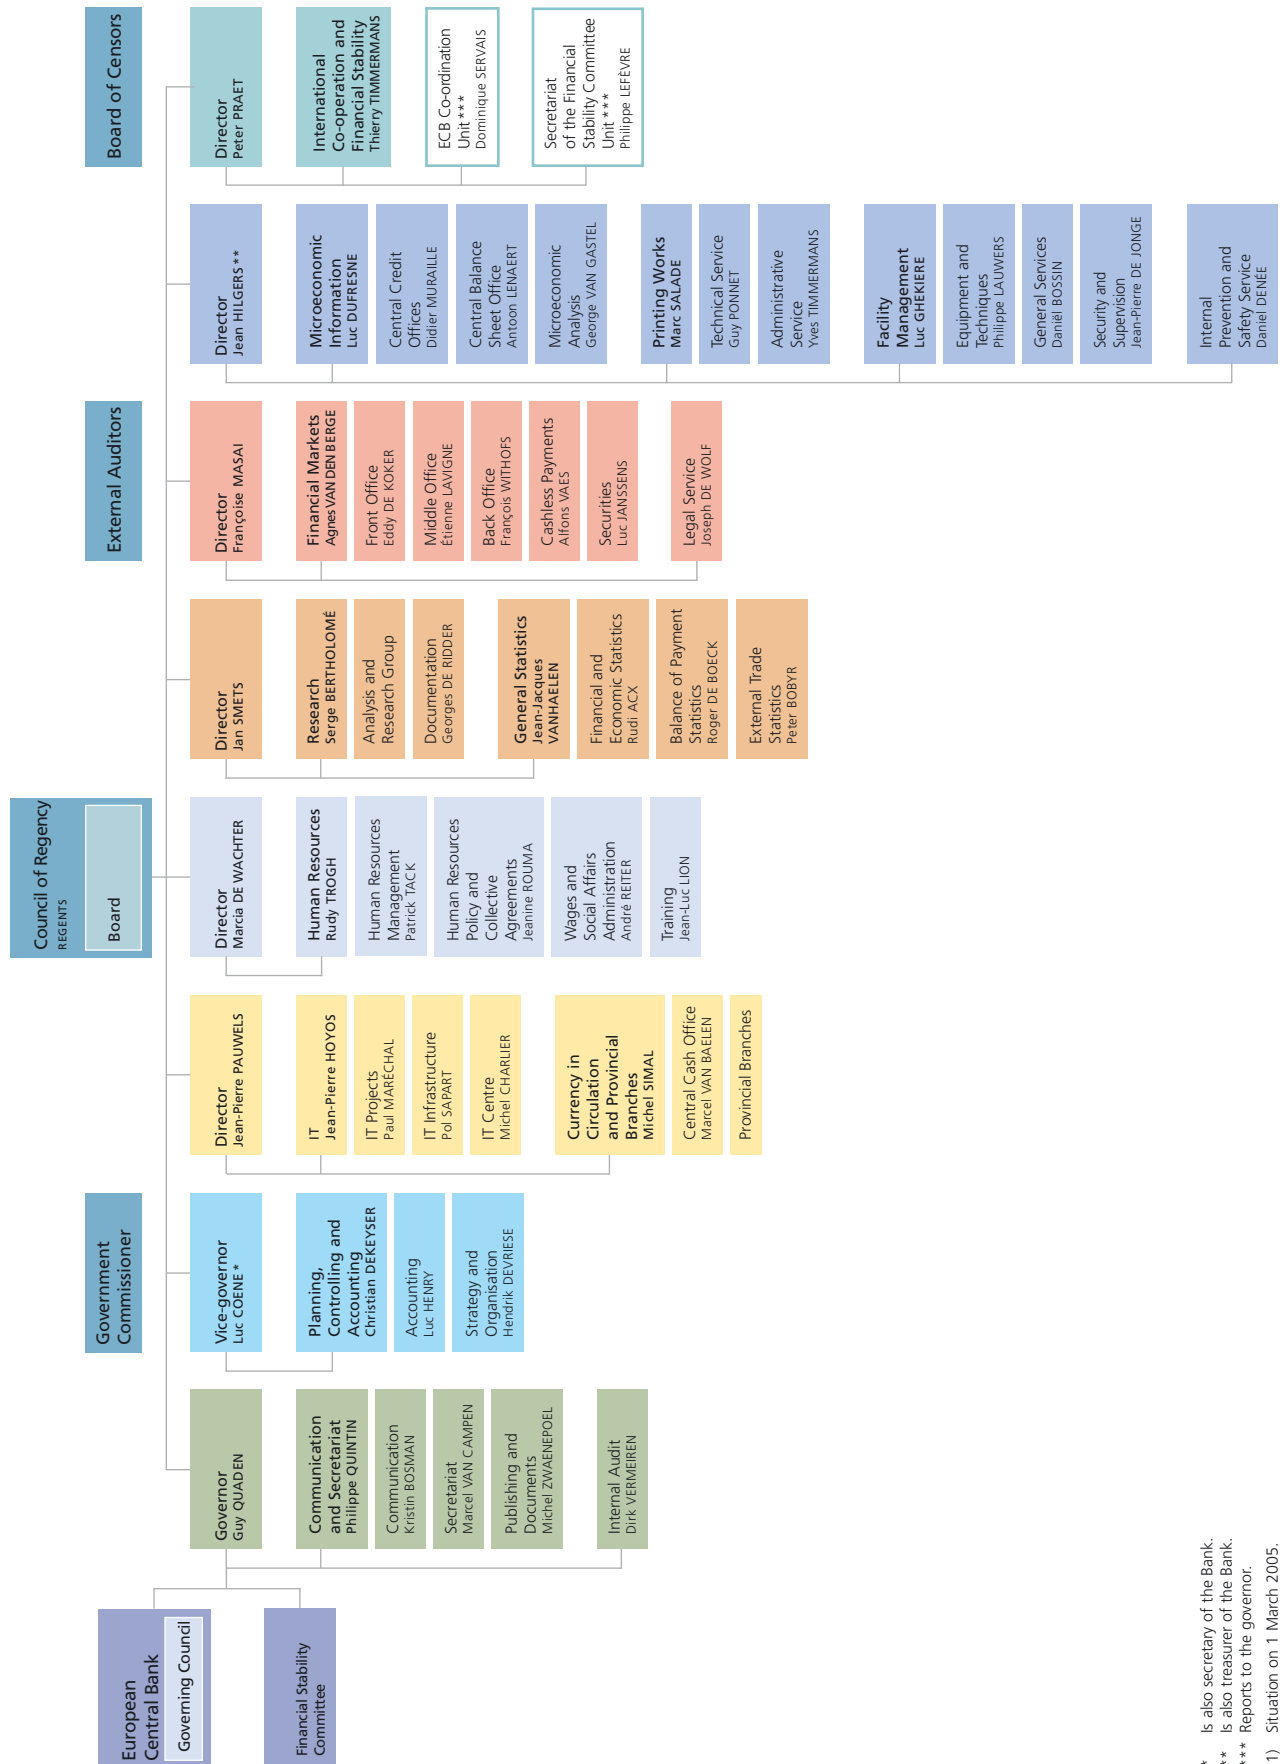 Council of Regency
REGENTS
Board
Government
Commissioner
External Auditors
Board of Censors
European
Central Bank
Governing Council
Financial Stability
Committee
Governor
Guy QUADEN
Communication
and Secretariat
Philippe QUINTIN
Communication
Kristin BOSMAN
Secretariat
Marcel VAN CAMPEN
Publishing and
Documents
Michel ZWAENEPOEL
Internal Audit
Dirk VERMEIREN
Vice-governor
Luc COENE *
Planning,
Controlling and
Accounting
Christian DEKEYSER
Accounting
Luc HENRY
Strategy and
Organisation
Hendrik DEVRIESE
Director
Jean-Pierre PAUWELS
IT
Jean-Pierre HOYOS
IT Projects
Paul MARÉCHAL
IT Infrastructure
Pol SAPART
IT Centre
Michel CHARLIER
Currency in
Circulation
and Provincial
Branches
Michel SIMAL
Central Cash Office
Marcel VAN BAELEN
Provincial Branches
Director
Marcia DE WACHTER
Human Resources
Rudy TROGH
Human Resources
Management
Patrick TACK
Human Resources
Policy and
Collective
Agreements
Jeanine ROUMA
Wages and
Social Affairs
Administration
André REITER
Training
Jean-Luc LION
Director
Jan SMETS
Research
Serge BERTHOLOMÉ
Analysis and
Research Group
Documentation
Georges DE RIDDER
General Statistics
Jean-Jacques
VANHAELEN
Financial and
Economic Statistics
Rudi ACX
Balance of Payment
Statistics
Roger DE BOECK
External Trade
Statistics
Peter BOBYR
Director
Françoise MASAI
Financial Markets
Agnes VAN DEN BERGE
Front Office
Eddy DE KOKER
Middle Office
Étienne LAVIGNE
Back Office
François WITHOFS
Cashless Payments
Alfons VAES
Securities
Luc JANSSENS
Legal Service
Joseph DE WOLF
Director
Jean HILGERS **
Microeconomic
Information
Luc DUFRESNE
Central Credit
Offices
Didier MURAILLE
Central Balance
Sheet Office
Antoon LENAERT
Microeconomic
Analysis
George VAN GASTEL
Printing Works
Marc SALADE
Technical Service
Guy PONNET
Administrative
Service
Yves TIMMERMANS
Facility
Management
Luc GHEKIERE
Equipment and
Techniques
Philippe LAUWERS
General Services
Daniël BOSSIN
Security and
Supervision
Jean-Pierre DE JONGE
Internal
Prevention and
Safety Service
Daniel DENÉE
Director
Peter PRAET
International
Co-operation and
Financial Stability
Thierry TIMMERMANS
ECB Co-ordination
Unit ***
Dominique SERVAIS
Secretariat
of the Financial
Stability Committee
Unit ***
Philippe LEFÈVRE
* Is also secretary of the Bank.
** Is also treasurer of the Bank.
*** Reports to the governor.
1) Situation on 1 March 2005.